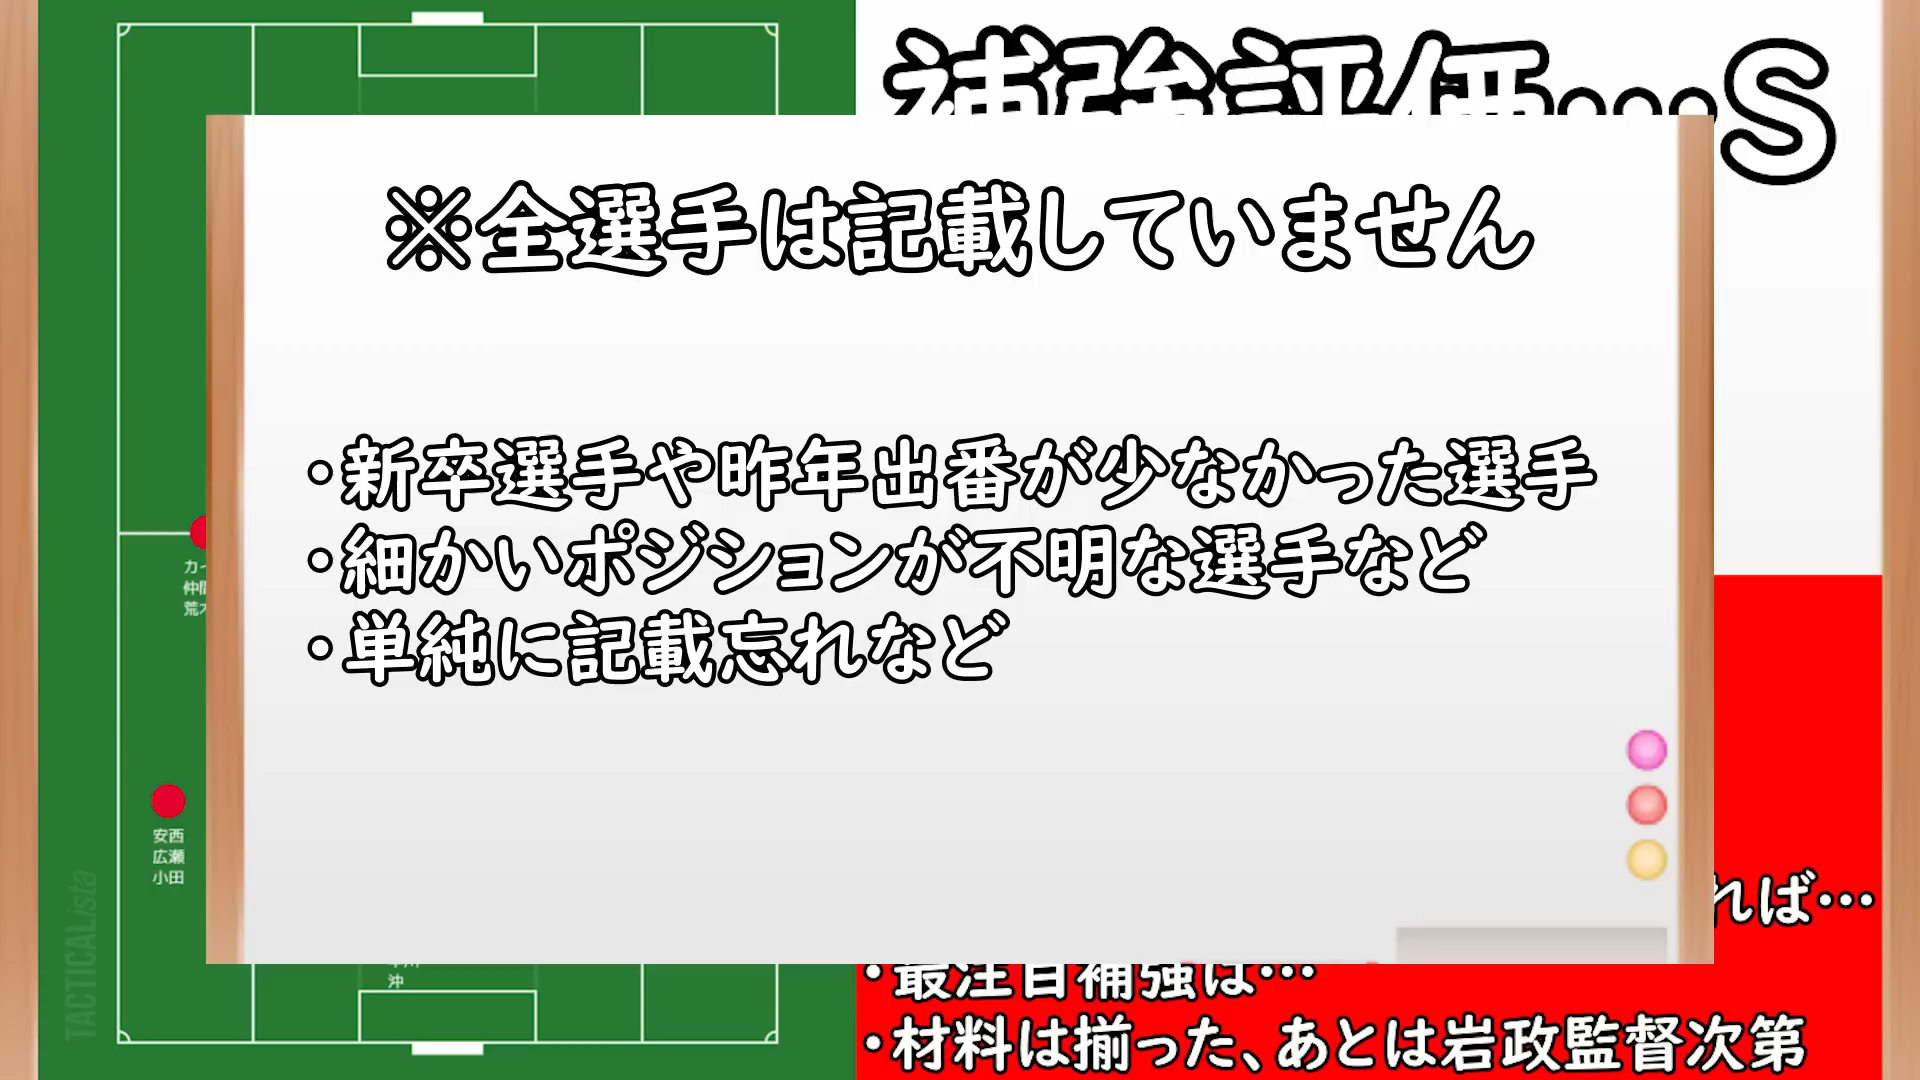 補強評価…S
※全選手は記載していません
・新卒選手や昨年出番が少なかった選手
・細かいポジションが不明な選手など
・単純に記載忘れなど
安西
広瀬
小田
沖
れば…
・最注目補強は…
・材料は揃った、あとは岩政監督次第
TACTICALista